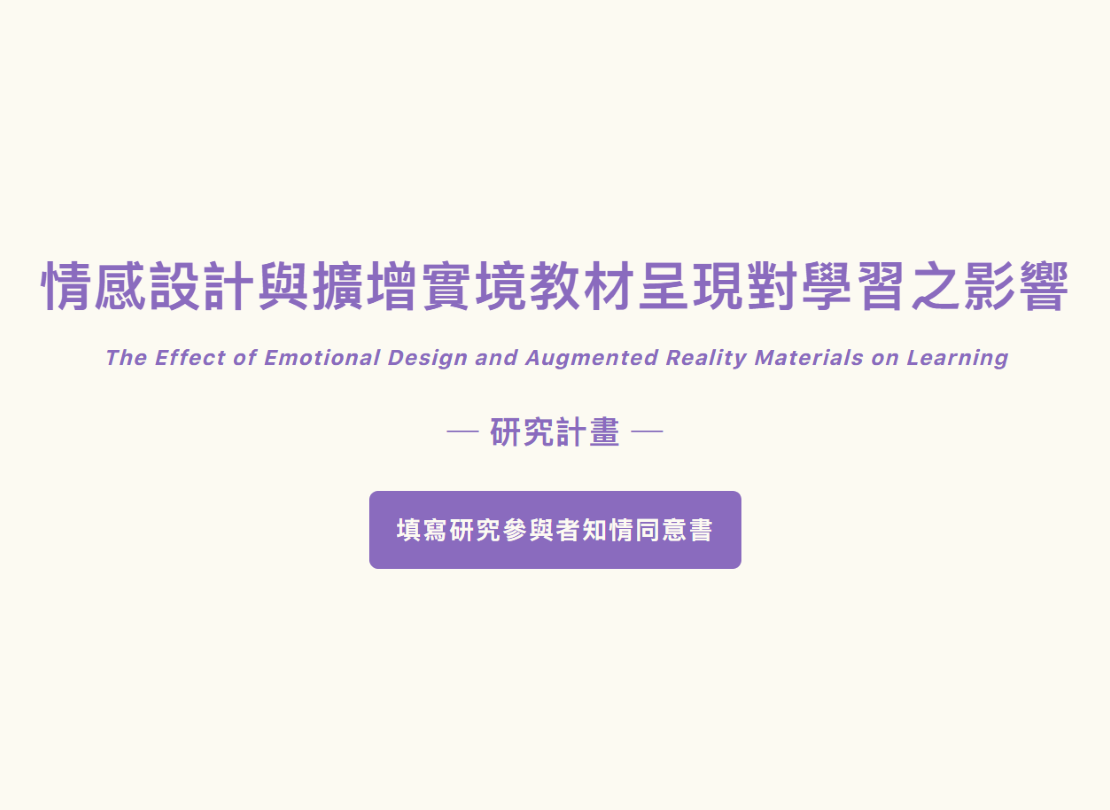 情感設計與擴增實境教材呈現對學習之影響
The Effect of Emotional Design and Augmented Reality Materials on Learning
— 研究計畫 —
填寫研究參與者知情同意書